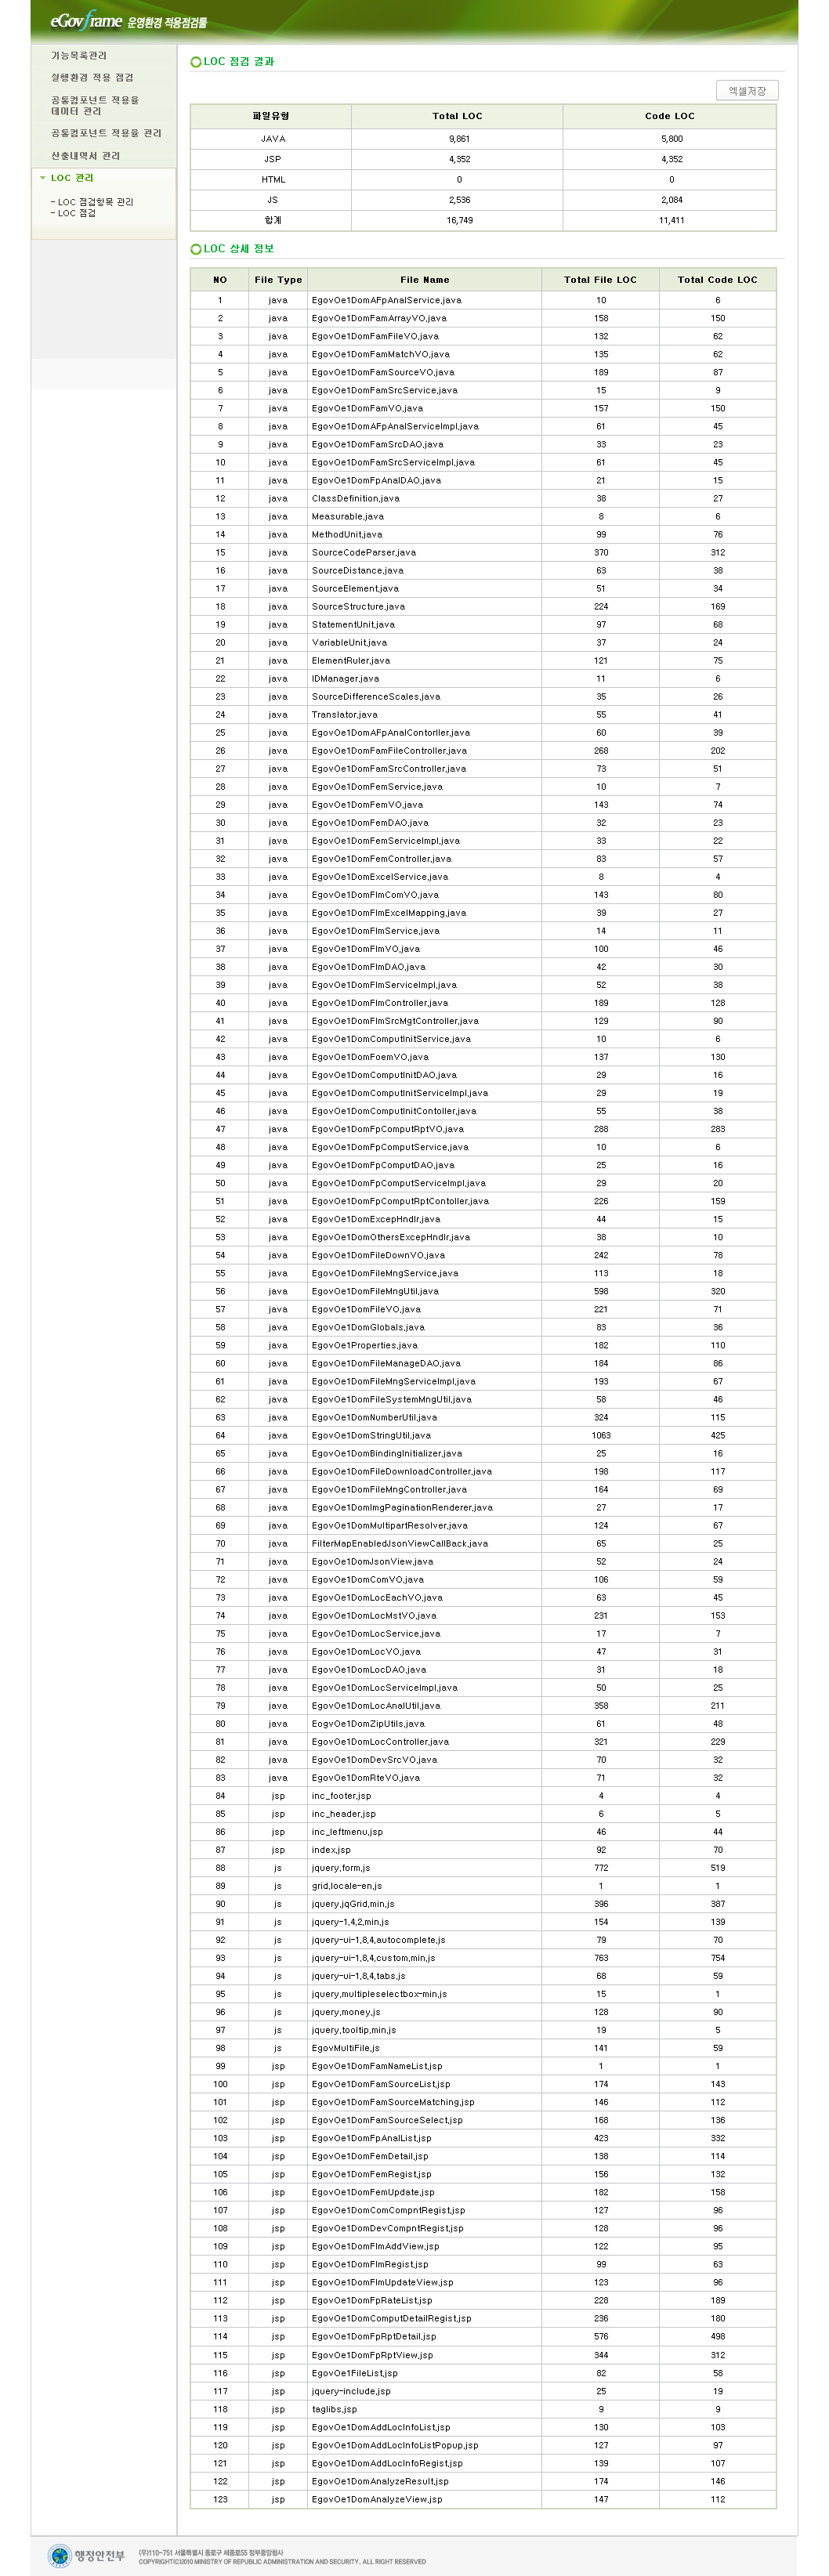 eGovframe 운영환경 적용점검툴
기능목록관리
실행환경 적용 점검
공통컴포넌트 적용율
데이터 관리
공통컴포넌트 적용율 관리
산출내역서 관리
LOC 관리
- LOC 점검항목 관리
- LOC 점검
LOC 점검 결과
엑셀저장
파일유형 Total LOC Code LOC
JAVA 9,861 5,800
JSP 4,352 4,352
HTML 0 0
JS 2,536 2,084
합계 16,749 11,411
LOC 상세 정보
NO File Type File Name Total File LOC Total Code LOC
1 java EgovOe1DomAFpAnalService.java 10 6
2 java EgovOe1DomFamArrayVO.java 158 150
3 java EgovOe1DomFamFileVO.java 132 62
4 java EgovOe1DomFamMatchVO.java 135 62
5 java EgovOe1DomFamSourceVO.java 189 87
6 java EgovOe1DomFamSrcService.java 15 9
7 java EgovOe1DomFamVO.java 157 150
8 java EgovOe1DomAFpAnalServiceImpl.java 61 45
9 java EgovOe1DomFamSrcDAO.java 33 23
10 java EgovOe1DomFamSrcServiceImpl.java 61 45
11 java EgovOe1DomFpAnalDAO.java 21 15
12 java ClassDefinition.java 38 27
13 java Measurable.java 8 6
14 java MethodUnit.java 99 76
15 java SourceCodeParser.java 370 312
16 java SourceDistance.java 63 38
17 java SourceElement.java 51 34
18 java SourceStructure.java 224 169
19 java StatementUnit.java 97 68
20 java VariableUnit.java 37 24
21 java ElementRuler.java 121 75
22 java IDManager.java 11 6
23 java SourceDifferenceScales.java 35 26
24 java Translator.java 55 41
25 java EgovOe1DomAFpAnalContorller.java 60 39
26 java EgovOe1DomFamFileController.java 268 202
27 java EgovOe1DomFamSrcController.java 73 51
28 java EgovOe1DomFemService.java 10 7
29 java EgovOe1DomFemVO.java 143 74
30 java EgovOe1DomFemDAO.java 32 23
31 java EgovOe1DomFemServiceImpl.java 33 22
32 java EgovOe1DomFemController.java 83 57
33 java EgovOe1DomExcelService.java 8 4
34 java EgovOe1DomFlmComVO.java 143 80
35 java EgovOe1DomFlmExcelMapping.java 39 27
36 java EgovOe1DomFlmService.java 14 11
37 java EgovOe1DomFlmVO.java 100 46
38 java EgovOe1DomFlmDAO.java 42 30
39 java EgovOe1DomFlmServiceImpl.java 52 38
40 java EgovOe1DomFlmController.java 189 128
41 java EgovOe1DomFlmSrcMgtController.java 129 90
42 java EgovOe1DomComputInitService.java 10 6
43 java EgovOe1DomFoemVO.java 137 130
44 java EgovOe1DomComputInitDAO.java 29 16
45 java EgovOe1DomComputInitServiceImpl.java 29 19
46 java EgovOe1DomComputInitContoller.java 55 38
47 java EgovOe1DomFpComputRptVO.java 288 283
48 java EgovOe1DomFpComputService.java 10 6
49 java EgovOe1DomFpComputDAO.java 25 16
50 java EgovOe1DomFpComputServiceImpl.java 29 20
51 java EgovOe1DomFpComputRptContoller.java 226 159
52 java EgovOe1DomExcepHndlr.java 44 15
53 java EgovOe1DomOthersExcepHndlr.java 38 10
54 java EgovOe1DomFileDownVO.java 242 78
55 java EgovOe1DomFileMngService.java 113 18
56 java EgovOe1DomFileMngUtil.java 598 320
57 java EgovOe1DomFileVO.java 221 71
58 java EgovOe1DomGlobals.java 83 36
59 java EgovOe1Properties.java 182 110
60 java EgovOe1DomFileManageDAO.java 184 86
61 java EgovOe1DomFileMngServiceImpl.java 193 67
62 java EgovOe1DomFileSystemMngUtil.java 58 46
63 java EgovOe1DomNumberUtil.java 324 115
64 java EgovOe1DomStringUtil.java 1063 425
65 java EgovOe1DomBindingInitializer.java 25 16
66 java EgovOe1DomFileDownloadController.java 198 117
67 java EgovOe1DomFileMngController.java 164 69
68 java EgovOe1DomImgPaginationRenderer.java 27 17
69 java EgovOe1DomMultipartResolver.java 124 67
70 java FilterMapEnabledJsonViewCallBack.java 65 25
71 java EgovOe1DomJsonView.java 52 24
72 java EgovOe1DomComVO.java 106 59
73 java EgovOe1DomLocEachVO.java 63 45
74 java EgovOe1DomLocMstVO.java 231 153
75 java EgovOe1DomLocService.java 17 7
76 java EgovOe1DomLocVO.java 47 31
77 java EgovOe1DomLocDAO.java 31 18
78 java EgovOe1DomLocServiceImpl.java 50 25
79 java EgovOe1DomLocAnalUtil.java 358 211
80 java EogvOe1DomZipUtils.java 61 48
81 java EgovOe1DomLocController.java 321 229
82 java EgovOe1DomDevSrcVO.java 70 32
83 java EgovOe1DomRteVO.java 71 32
84 jsp inc_footer.jsp 4 4
85 jsp inc_header.jsp 6 5
86 jsp inc_leftmenu.jsp 46 44
87 jsp index.jsp 92 70
88 js jquery.form.js 772 519
89 js grid.locale-en.js 1 1
90 js jquery.jqGrid.min.js 396 387
91 js jquery-1.4.2.min.js 154 139
92 js jquery-ui-1.8.4.autocomplete.js 79 70
93 js jquery-ui-1.8.4.custom.min.js 763 754
94 js jquery-ui-1.8.4.tabs.js 68 59
95 js jquery.multipleselectbox-min.js 15 1
96 js jquery.money.js 128 90
97 js jquery.tooltip.min.js 19 5
98 js EgovMultiFile.js 141 59
99 jsp EgovOe1DomFamNameList.jsp 1 1
100 jsp EgovOe1DomFamSourceList.jsp 174 143
101 jsp EgovOe1DomFamSourceMatching.jsp 146 112
102 jsp EgovOe1DomFamSourceSelect.jsp 168 136
103 jsp EgovOe1DomFpAnalList.jsp 423 332
104 jsp EgovOe1DomFemDetail.jsp 138 114
105 jsp EgovOe1DomFemRegist.jsp 156 132
106 jsp EgovOe1DomFemUpdate.jsp 182 158
107 jsp EgovOe1DomComCompntRegist.jsp 127 96
108 jsp EgovOe1DomDevCompntRegist.jsp 128 96
109 jsp EgovOe1DomFlmAddView.jsp 122 95
110 jsp EgovOe1DomFlmRegist.jsp 99 63
111 jsp EgovOe1DomFlmUpdateView.jsp 123 96
112 jsp EgovOe1DomFpRateList.jsp 228 189
113 jsp EgovOe1DomComputDetailRegist.jsp 236 180
114 jsp EgovOe1DomFpRptDetail.jsp 576 498
115 jsp EgovOe1DomFpRptView.jsp 344 312
116 jsp EgovOe1FileList.jsp 82 58
117 jsp jquery-include.jsp 25 19
118 jsp taglibs.jsp 9 9
119 jsp EgovOe1DomAddLocInfoList.jsp 130 103
120 jsp EgovOe1DomAddLocInfoListPopup.jsp 127 97
121 jsp EgovOe1DomAddLocInfoRegist.jsp 139 107
122 jsp EgovOe1DomAnalyzeResult.jsp 174 146
123 jsp EgovOe1DomAnalyzeView.jsp 147 112
행정안전부
(우)110-751 서울특별시 종로구 세종로55 정부중앙청사
COPYRIGHT(C)2010 MINISTRY OF REPUBLIC ADMINISTRATION AND SECURITY. ALL RIGHT RESERVED